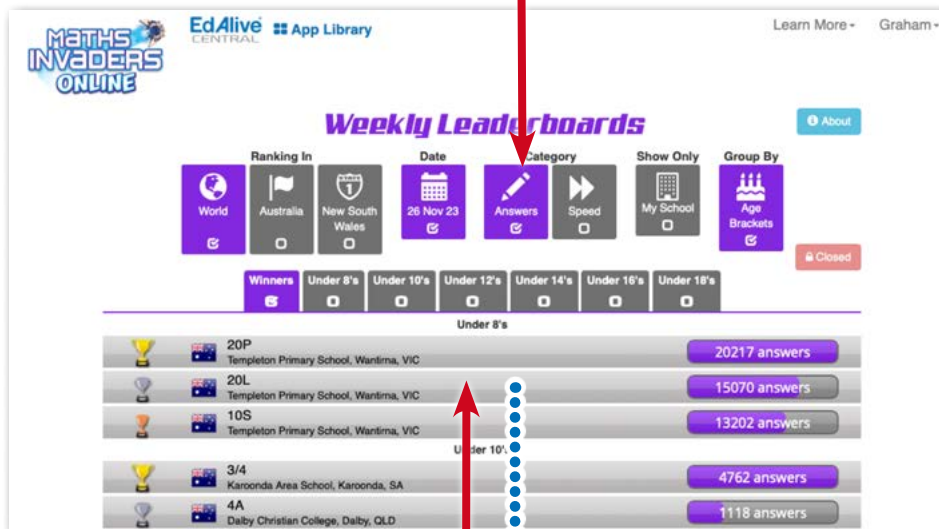 MATHS INVADERS ONLINE
EdAlive CENTRAL
App Library
Learn More
Graham
Weekly Leaderboards
About
Ranking In
Date
Category
Show Only
Group By
World
Australia
New South Wales
26 Nov 23
Answers
Speed
My School
Age Brackets
Closed
Winners
Under 8's
Under 10's
Under 12's
Under 14's
Under 16's
Under 18's
Under 8's
20P
Templeton Primary School, Wantirna, VIC
20217 answers
20L
Templeton Primary School, Wantirna, VIC
15070 answers
10S
Templeton Primary School, Wantirna, VIC
13202 answers
Under 10's
3/4
Karoonda Area School, Karoonda, SA
4762 answers
4A
Dalby Christian College, Dalby, QLD
1118 answers